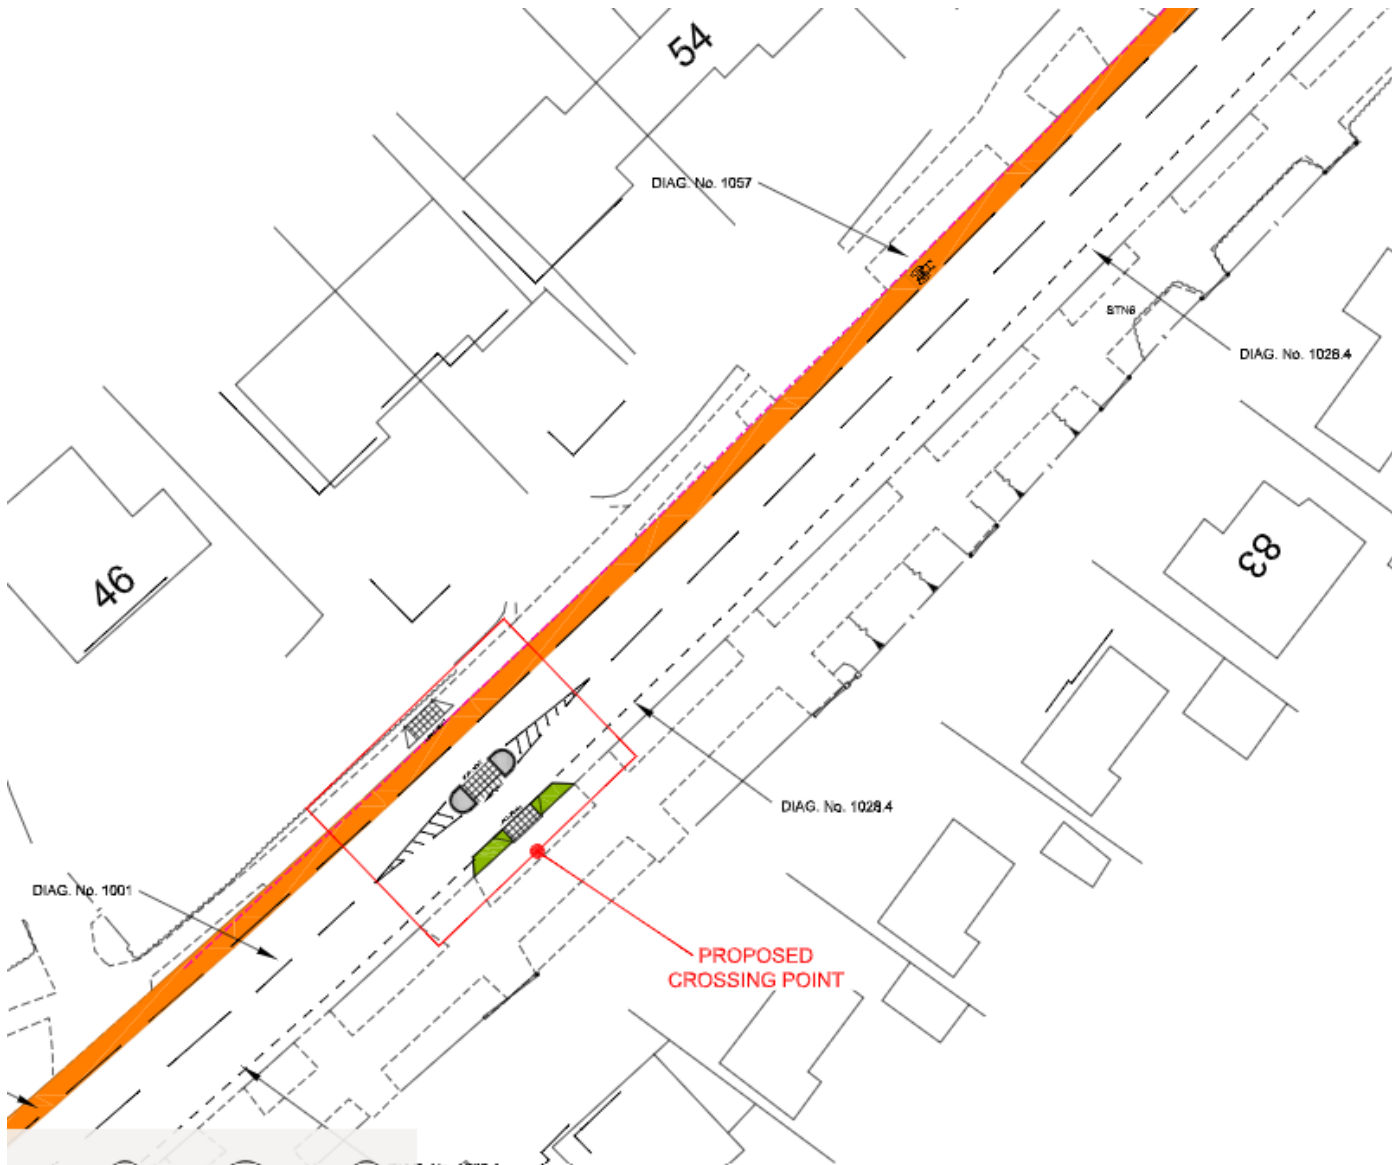 54
DIAG. No. 1057
STN6
DIAG. No. 1028.4
83
46
DIAG. No. 1028.4
DIAG. No. 1001
PROPOSED
CROSSING POINT